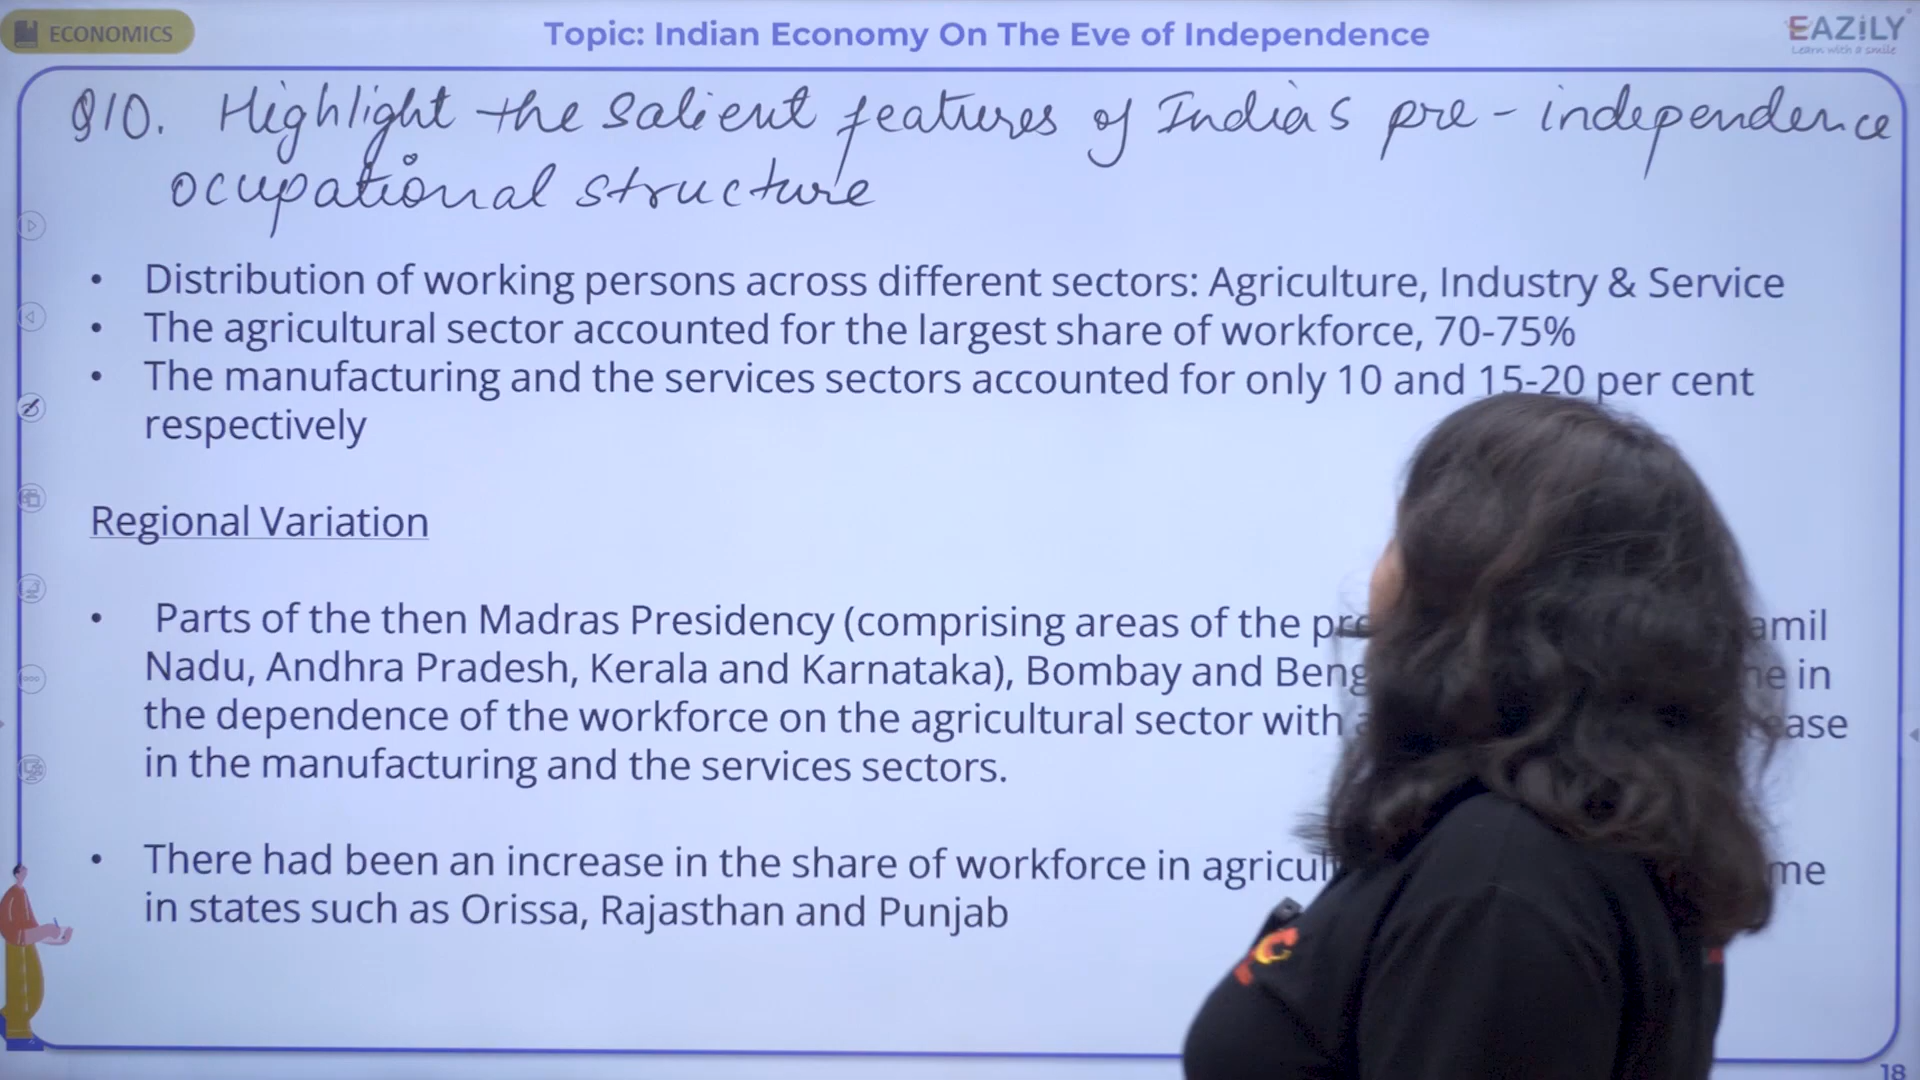 ECONOMICS
Topic: Indian Economy On The Eve of Independence
EAZiLY
Learn with a smile
Q10. Highlight the salient features of India's pre-independence
ocupational structure
• Distribution of working persons across different sectors: Agriculture, Industry & Service
• The agricultural sector accounted for the largest share of workforce, 70-75%
• The manufacturing and the services sectors accounted for only 10 and 15-20 per cent
respectively
Regional Variation
• Parts of the then Madras Presidency (comprising areas of the
Nadu, Andhra Pradesh, Kerala and Karnataka), Bombay and in
the dependence of the workforce on the agricultural sector with
in the manufacturing and the services sectors.
• There had been an increase in the share of workforce in
in states such as Orissa, Rajasthan and Punjab
18